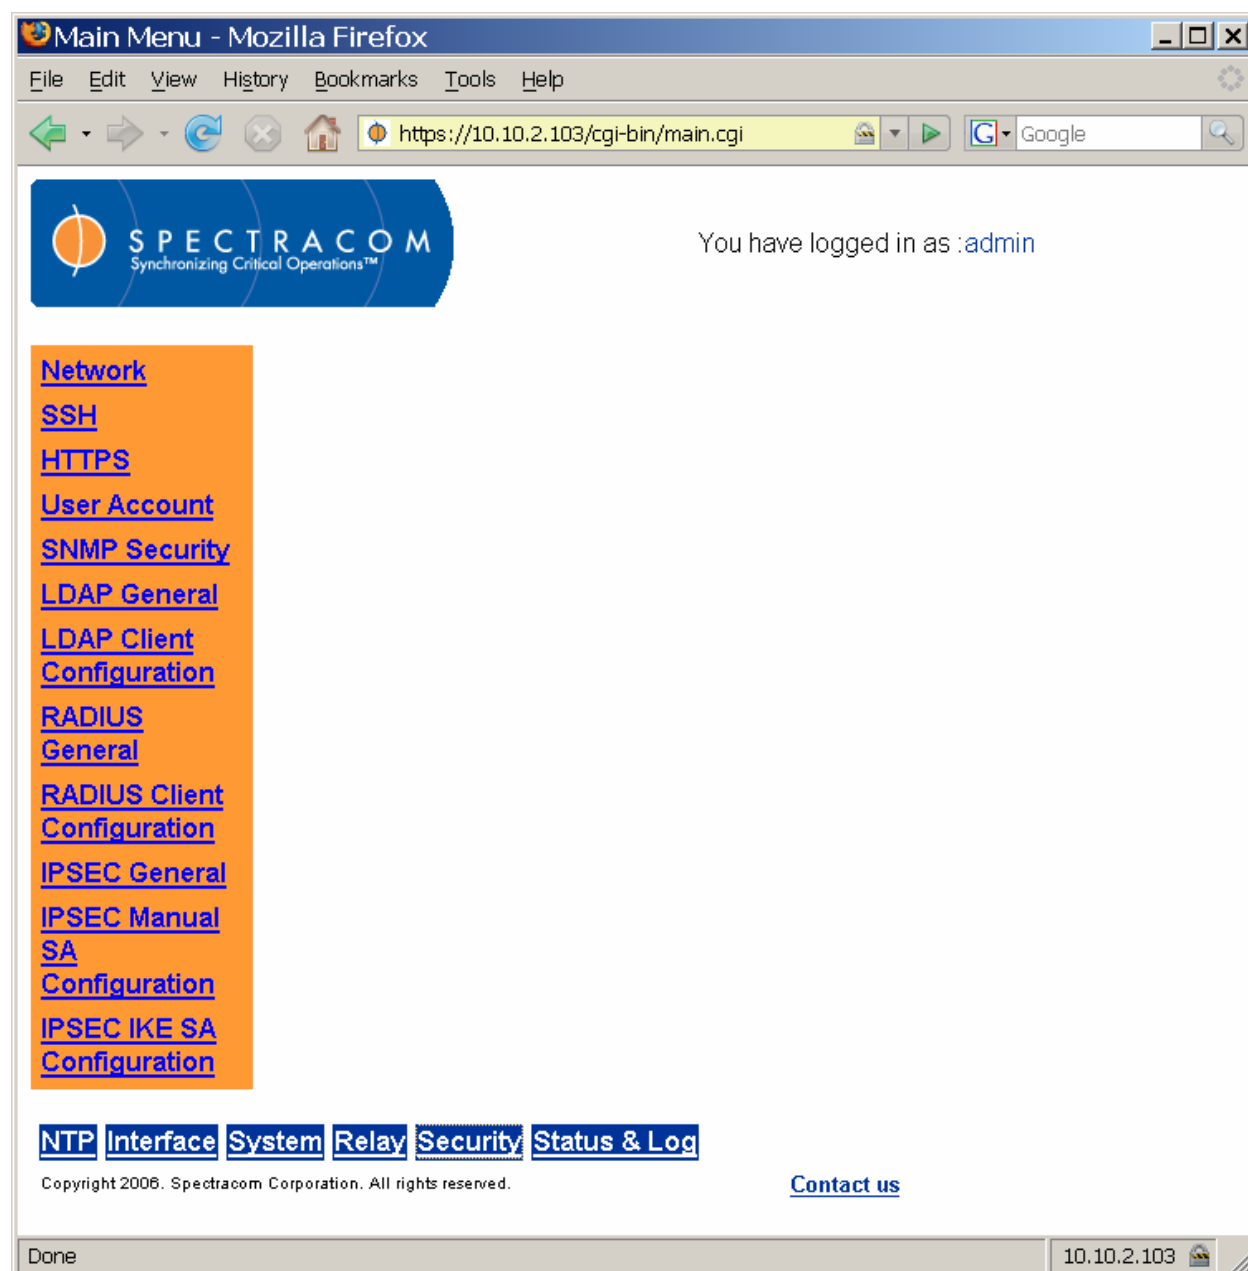 Main Menu - Mozilla Firefox
File Edit View History Bookmarks Tools Help
https://10.10.2.103/cgi-bin/main.cgi G Google
SPECTRACOM
Synchronizing Critical Operations™
You have logged in as :admin
Network
SSH
HTTPS
User Account
SNMP Security
LDAP General
LDAP Client
Configuration
RADIUS
General
RADIUS Client
Configuration
IPSEC General
IPSEC Manual
SA
Configuration
IPSEC IKE SA
Configuration
NTP Interface System Relay Security Status & Log
Copyright 2006. Spectracom Corporation. All rights reserved. Contact us
Done 10.10.2.103